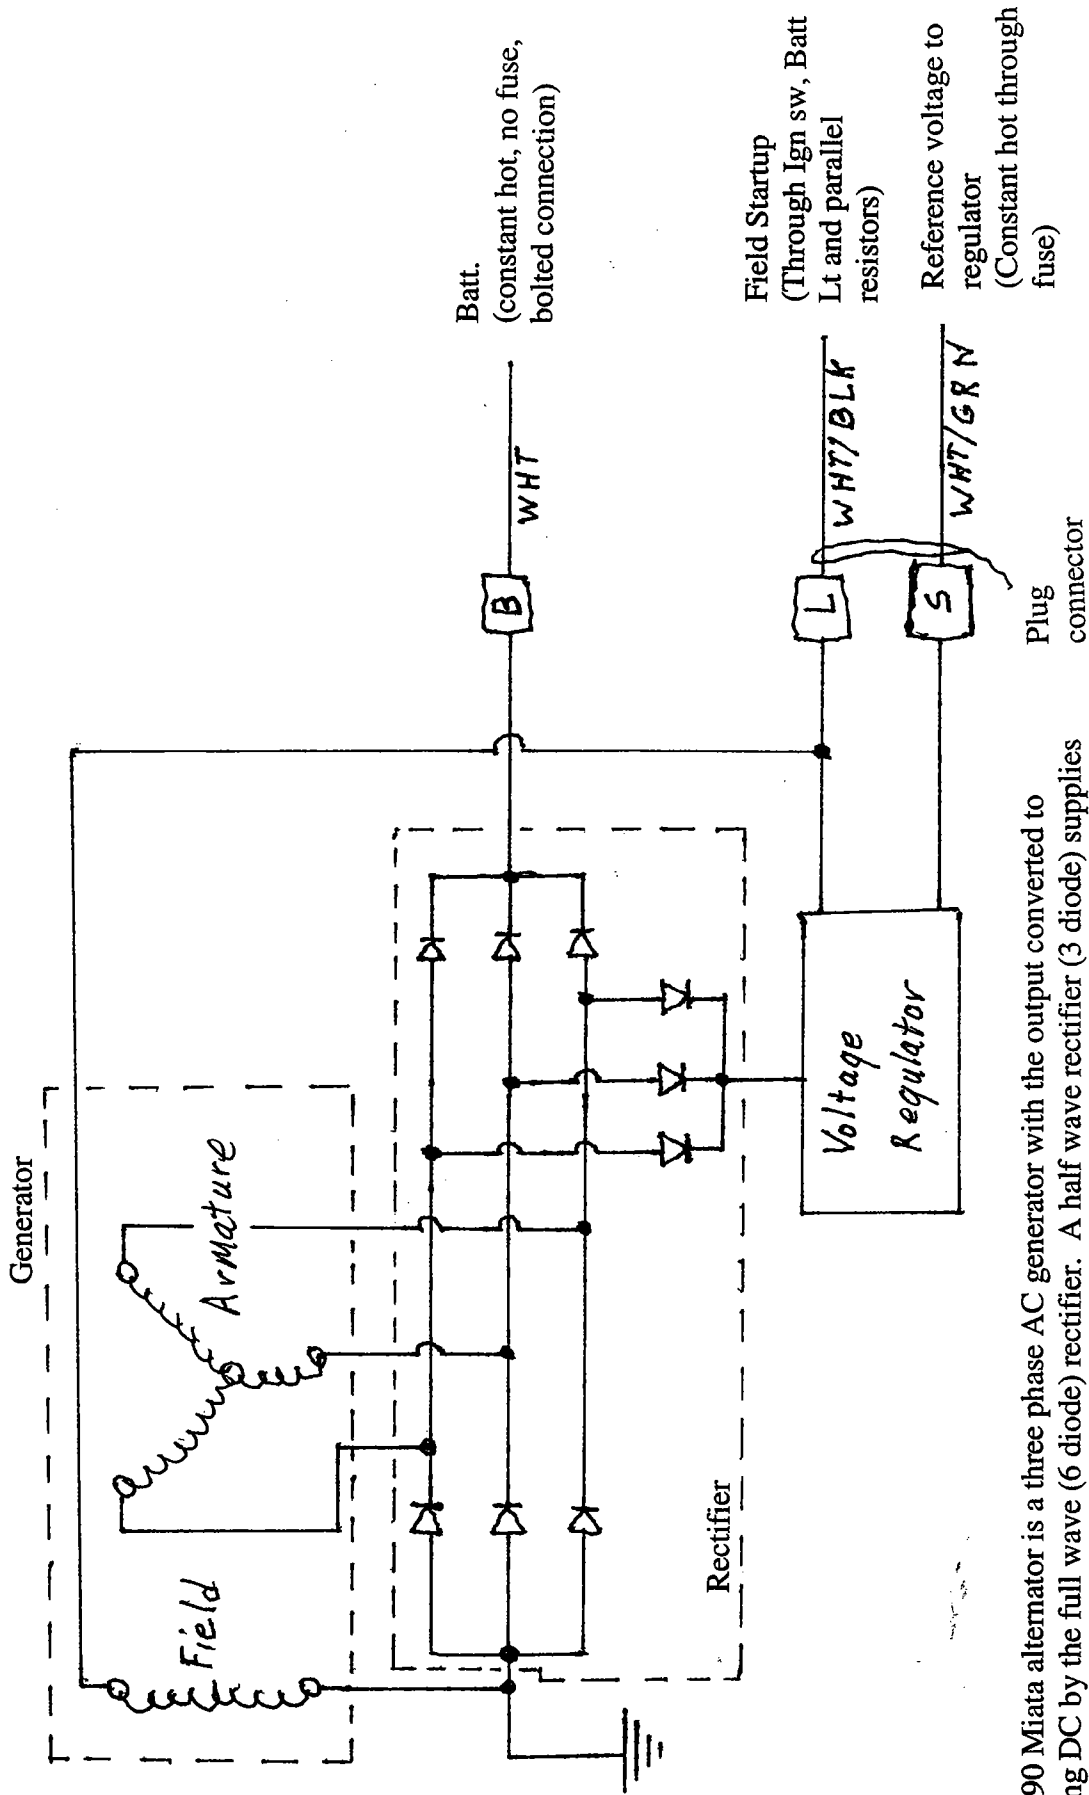 Generator
Field
Armature
Rectifier
Voltage
Regulator
B
WHT
Batt.
(constant hot, no fuse,
bolted connection)
L
WHT/BLK
Field Startup
(Through Ign sw, Batt
Lt and parallel
resistors)
S
WHT/GRN
Reference voltage to
regulator
(Constant hot through
fuse)
Plug
connector
90 Miata alternator is a three phase AC generator with the output converted to
ng DC by the full wave (6 diode) rectifier. A half wave rectifier (3 diode) supplies